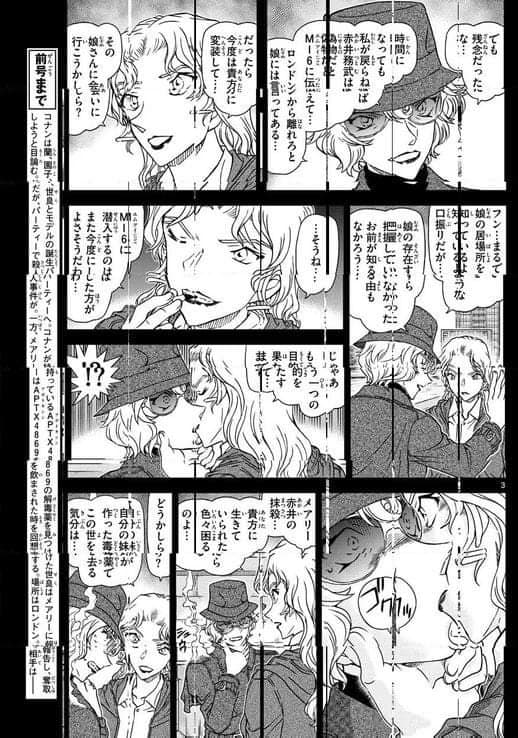 でも
残念だな…
時間に
なっても
私が戻らねば
赤井務武は
偽物だと
MI6に
伝えて…
ロンドンから離れろと
娘には言ってある…
だったら
今度は貴方に
変装して…
その
娘さんに会いに
行こうかしら?
フン…まるで
娘の居場所を
知っているような
口振りだが…
娘の存在すら
把握していなかった
お前が知る由も
なかろう…
…そうね…
MI6に
潜入するのは
また今度にした方が
よさそうだわ…
じゃあ
もう一つの
目的を
果たす
まで…
!?
3
ゴクッ
メアリー
赤井の
抹殺…
貴方に
生きて
いられたら
色々困る
のよ…
どうかしら?
自分の妹が
作った毒薬で
この世を去る
気分は…
前号まで
コナンは蘭、園子、世良とモデルの誕生パーティーへ。コナンが持っているAPTX4869の解毒薬を見つけた世良はメアリーに報告し、奪取
しようと目論む。だが、パーティーで殺人事件が。一方、メアリーはAPTX4869を飲まされた時を回想する。場所はロンドン。相手は――